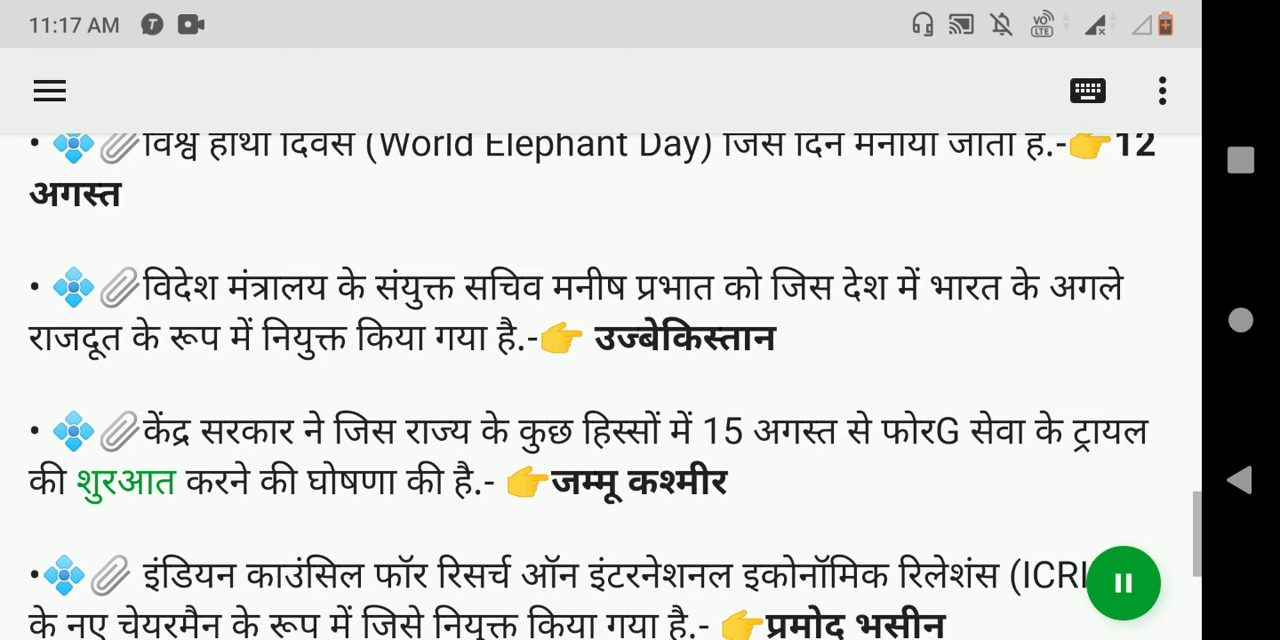 11:17 AM
VO LTE
• विश्व हाथी दिवस (World Elephant Day) जिस दिन मनाया जाता है.-👉12
अगस्त
• विदेश मंत्रालय के संयुक्त सचिव मनीष प्रभात को जिस देश में भारत के अगले
राजदूत के रूप में नियुक्त किया गया है.-👉 उज्बेकिस्तान
• केंद्र सरकार ने जिस राज्य के कुछ हिस्सों में 15 अगस्त से फोरG सेवा के ट्रायल
की शुरआत करने की घोषणा की है.- 👉जम्मू कश्मीर
• इंडियन काउंसिल फॉर रिसर्च ऑन इंटरनेशनल इकोनॉमिक रिलेशंस (ICRI
के नए चेयरमैन के रूप में जिसे नियुक्त किया गया है.- 👉प्रमोद भसीन